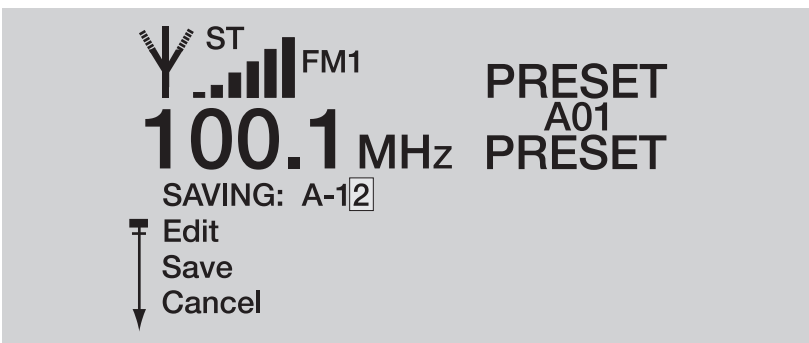 ST
FM1
PRESET
A01
100.1 MHz PRESET
SAVING: A-12
Edit
Save
Cancel